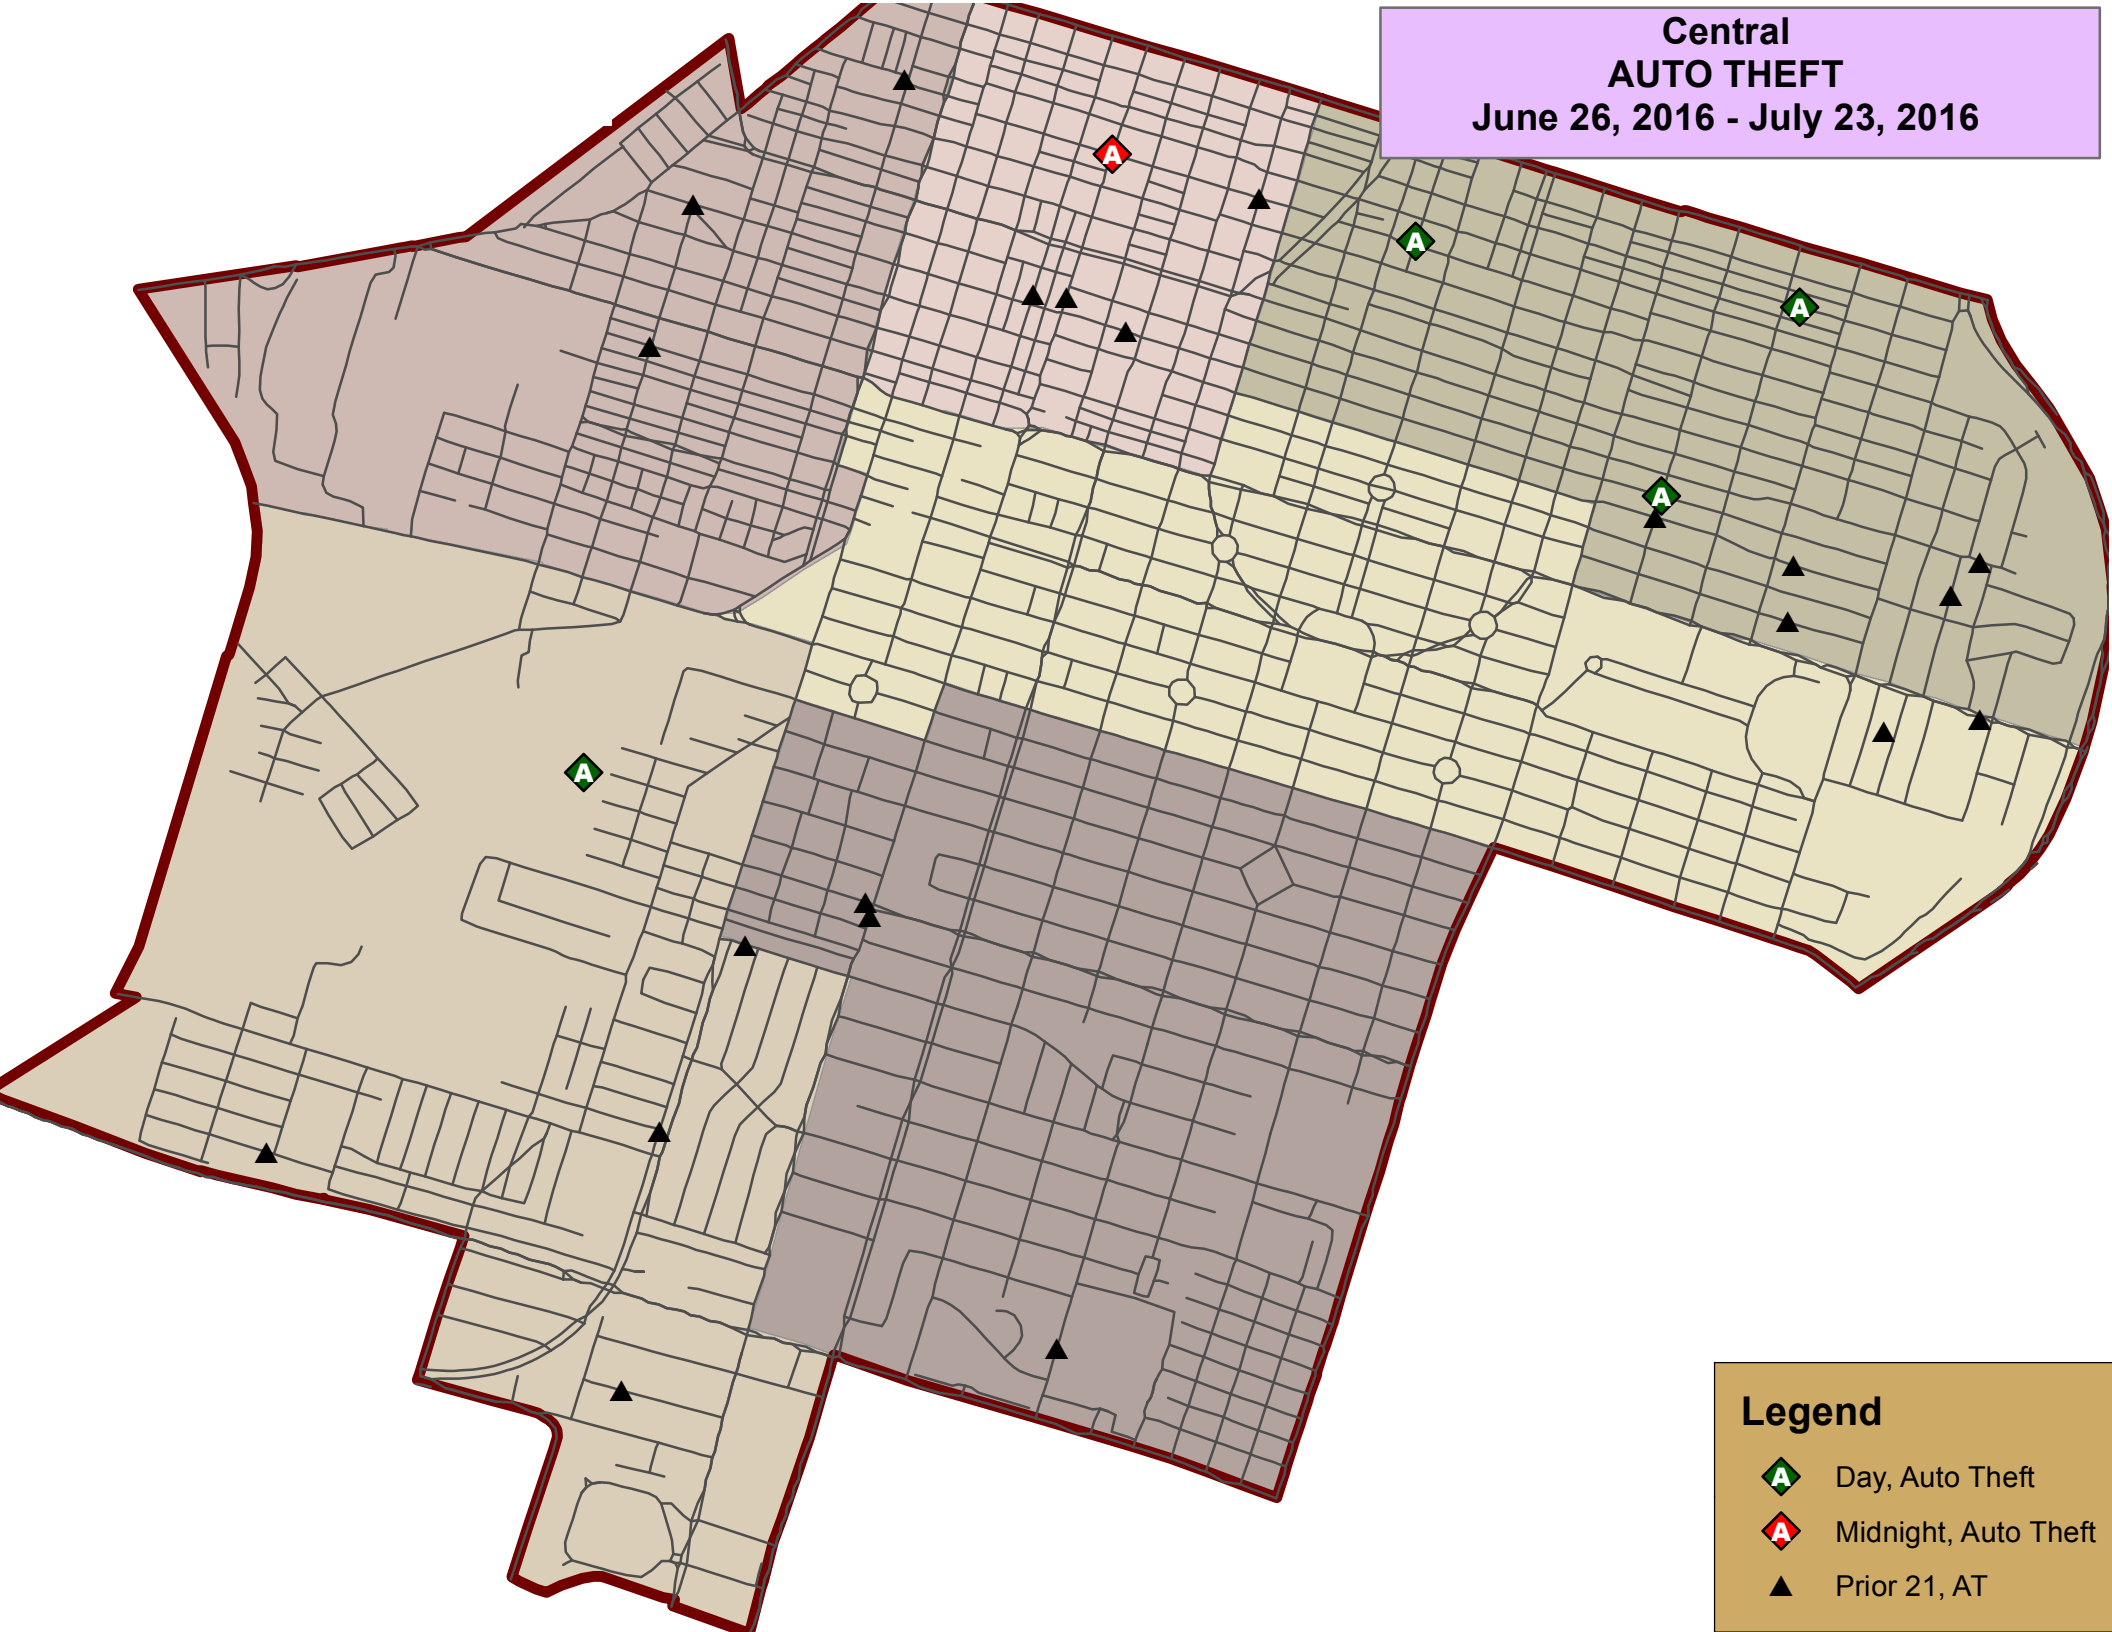 Central
AUTO THEFT
June 26, 2016 - July 23, 2016
A
A
A
A
A
Legend
A Day, Auto Theft
A Midnight, Auto Theft
Prior 21, AT